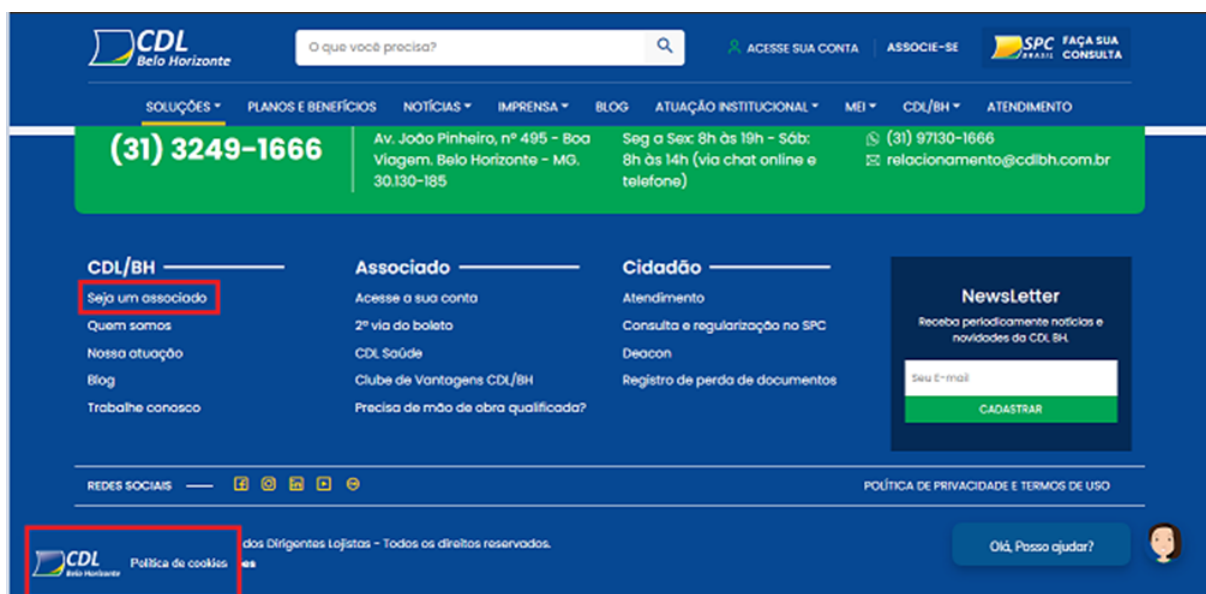 CDL
Belo Horizonte
O que você precisa?
ACESSE SUA CONTA
ASSOCIE-SE
SPC
BRASIL
FAÇA SUA
CONSULTA
SOLUÇÕES
PLANOS E BENEFÍCIOS
NOTÍCIAS
IMPRENSA
BLOG
ATUAÇÃO INSTITUCIONAL
MEI
CDL/BH
ATENDIMENTO
(31) 3249-1666
Av. João Pinheiro, nº 495 - Boa
Viagem. Belo Horizonte - MG.
30.130-185
Seg a Sex: 8h às 19h - Sáb:
8h às 14h (via chat online e
telefone)
(31) 97130-1666
relacionamento@cdlbh.com.br
CDL/BH
Seja um associado
Quem somos
Nossa atuação
Blog
Trabalhe conosco
Associado
Acesse a sua conta
2ª via do boleto
CDL Saúde
Clube de Vantagens CDL/BH
Precisa de mão de obra qualificada?
Cidadão
Atendimento
Consulta e regularização no SPC
Deacon
Registro de perda de documentos
NewsLetter
Receba periodicamente notícias e
novidades da CDL BH.
Seu E-mail
CADASTRAR
REDES SOCIAIS
POLÍTICA DE PRIVACIDADE E TERMOS DE USO
dos Dirigentes Lojistas - Todos os direitos reservados.
CDL
Belo Horizonte
Política de cookies
es
Olá, Posso ajudar?